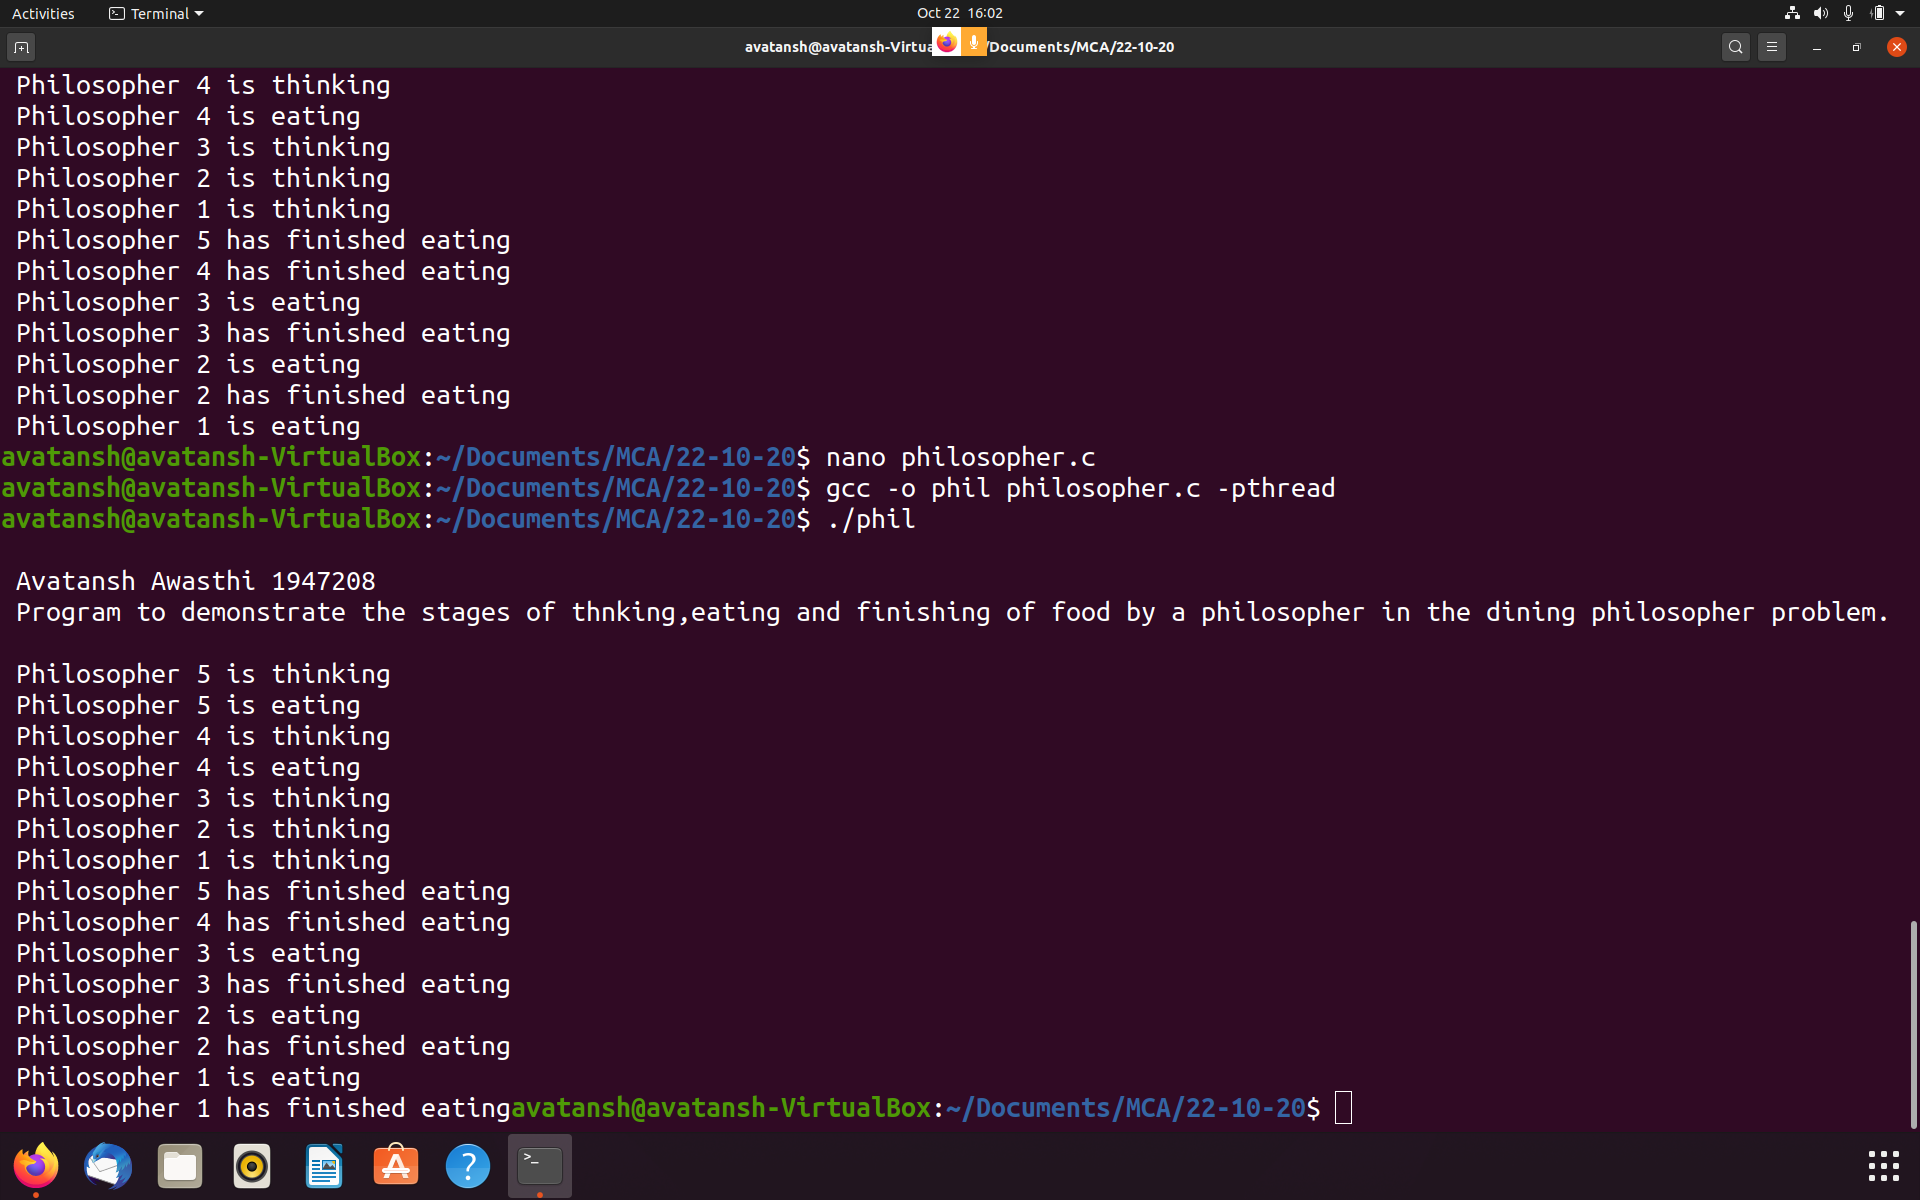 Activities Terminal Oct 22 16:02
avatansh@avatansh-Virtua /Documents/MCA/22-10-20
Philosopher 4 is thinking
Philosopher 4 is eating
Philosopher 3 is thinking
Philosopher 2 is thinking
Philosopher 1 is thinking
Philosopher 5 has finished eating
Philosopher 4 has finished eating
Philosopher 3 is eating
Philosopher 3 has finished eating
Philosopher 2 is eating
Philosopher 2 has finished eating
Philosopher 1 is eating
avatansh@avatansh-VirtualBox:~/Documents/MCA/22-10-20$ nano philosopher.c
avatansh@avatansh-VirtualBox:~/Documents/MCA/22-10-20$ gcc -o phil philosopher.c -pthread
avatansh@avatansh-VirtualBox:~/Documents/MCA/22-10-20$ ./phil
Avatansh Awasthi 1947208
Program to demonstrate the stages of thnking,eating and finishing of food by a philosopher in the dining philosopher problem.
Philosopher 5 is thinking
Philosopher 5 is eating
Philosopher 4 is thinking
Philosopher 4 is eating
Philosopher 3 is thinking
Philosopher 2 is thinking
Philosopher 1 is thinking
Philosopher 5 has finished eating
Philosopher 4 has finished eating
Philosopher 3 is eating
Philosopher 3 has finished eating
Philosopher 2 is eating
Philosopher 2 has finished eating
Philosopher 1 is eating
Philosopher 1 has finished eatingavatansh@avatansh-VirtualBox:~/Documents/MCA/22-10-20$